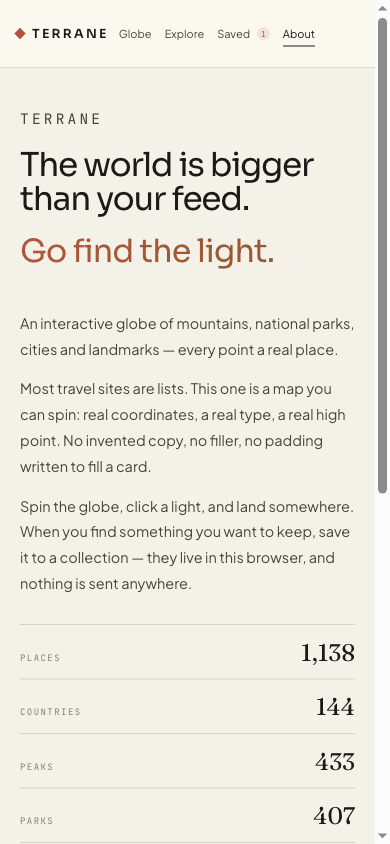 TERRANE Globe Explore Saved 1 About
TERRANE
The world is bigger
than your feed.
Go find the light.
An interactive globe of mountains, national parks,
cities and landmarks — every point a real place.
Most travel sites are lists. This one is a map you
can spin: real coordinates, a real type, a real high
point. No invented copy, no filler, no padding
written to fill a card.
Spin the globe, click a light, and land somewhere.
When you find something you want to keep, save
it to a collection — they live in this browser, and
nothing is sent anywhere.
PLACES 1,138
COUNTRIES 144
PEAKS 433
PARKS 407